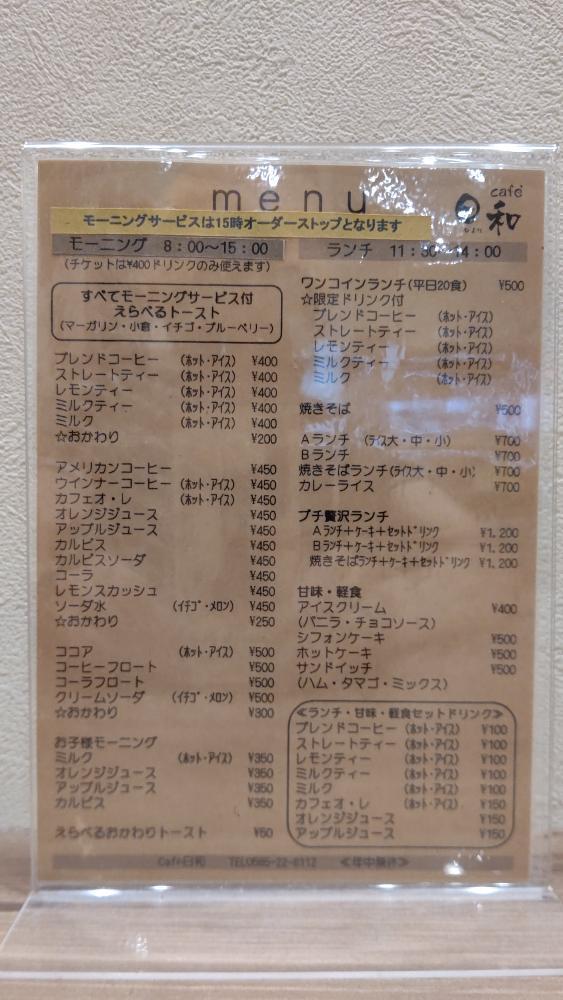 menu
café
日和
びより
モーニングサービスは15時オーダーストップとなります
モーニング 8:00～15:00
(チケットは¥400ドリンクのみ使えます)
すべてモーニングサービス付
えらべるトースト
(マーガリン・小倉・イチゴ・ブルーベリー)
ブレンドコーヒー (ホット・アイス) ¥400
ストレートティー (ホット・アイス) ¥400
レモンティー (ホット・アイス) ¥400
ミルクティー (ホット・アイス) ¥400
ミルク (ホット・アイス) ¥400
☆おかわり ¥200
アメリカンコーヒー ¥450
ウインナーコーヒー (ホット・アイス) ¥450
カフェオ・レ (ホット・アイス) ¥450
オレンジジュース ¥450
アップルジュース ¥450
カルピス ¥450
カルピスソーダ ¥450
コーラ ¥450
レモンスカッシュ ¥450
ソーダ水 (イチゴ・メロン) ¥450
☆おかわり ¥250
ココア (ホット・アイス) ¥500
コーヒーフロート ¥500
コーラフロート ¥500
クリームソーダ (イチゴ・メロン) ¥500
☆おかわり ¥300
お子様モーニング
ミルク (ホット・アイス) ¥350
オレンジジュース ¥350
アップルジュース ¥350
カルピス ¥350
えらべるおかわりトースト ¥50
ランチ 11:30～14:00
ワンコインランチ(平日20食) ¥500
☆限定ドリンク付
ブレンドコーヒー (ホット・アイス)
ストレートティー (ホット・アイス)
レモンティー (ホット・アイス)
ミルクティー (ホット・アイス)
ミルク (ホット・アイス)
焼きそば ¥500
Aランチ (ライス大・中・小) ¥700
Bランチ ¥700
焼きそばランチ(ライス大・中・小) ¥700
カレーライス ¥700
プチ贅沢ランチ
Aランチ+ケーキ+セットドリンク ¥1,200
Bランチ+ケーキ+セットドリンク ¥1,200
焼きそばランチ+ケーキ+セットドリンク ¥1,200
甘味・軽食
アイスクリーム ¥400
(バニラ・チョコソース)
シフォンケーキ ¥500
ホットケーキ ¥500
サンドイッチ ¥500
(ハム・タマゴ・ミックス)
≪ランチ・甘味・軽食セットドリンク≫
ブレンドコーヒー (ホット・アイス) ¥100
ストレートティー (ホット・アイス) ¥100
レモンティー (ホット・アイス) ¥100
ミルクティー (ホット・アイス) ¥100
ミルク (ホット・アイス) ¥100
カフェオ・レ (ホット・アイス) ¥150
オレンジジュース ¥150
アップルジュース ¥150
Café日和 TEL0565-22-8112 ≪年中無休≫